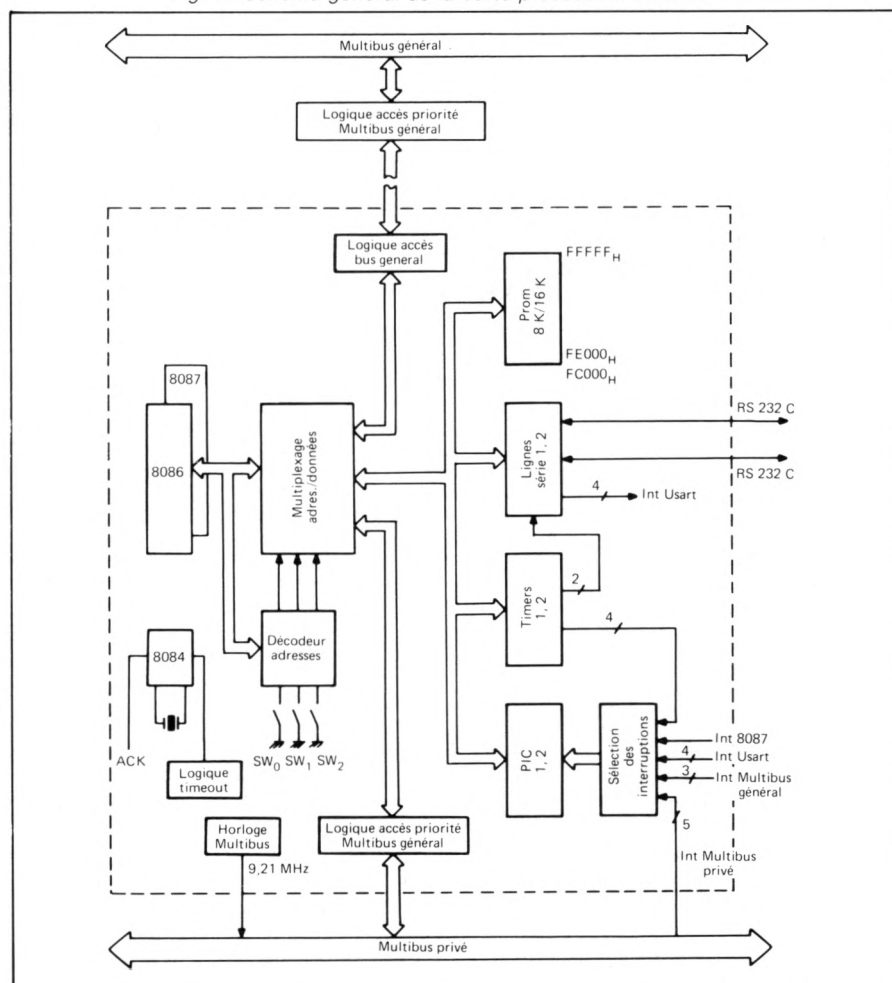 Multibus général
Logique accès priorité
Multibus général
Logique accès
bus general
FFFFF H
Prom
8 K/16 K
FE000 H
FC000 H
8087
8086
Multiplexage
adres./données
RS 232 C
Lignes
série 1, 2
RS 232 C
4
Int Usart
2
Timers
1, 2
4
Décodeur
adresses
8084
ACK
SW0 SW1 SW2
Logique
timeout
PIC
1, 2
Sélection
des
interruptions
Int 8087
4
Int Usart
3
Int Multibus
général
5
Int Multibus
privé
Horloge
Multibus
9,21 MHz
Logique accès priorité
Multibus général
Multibus privé